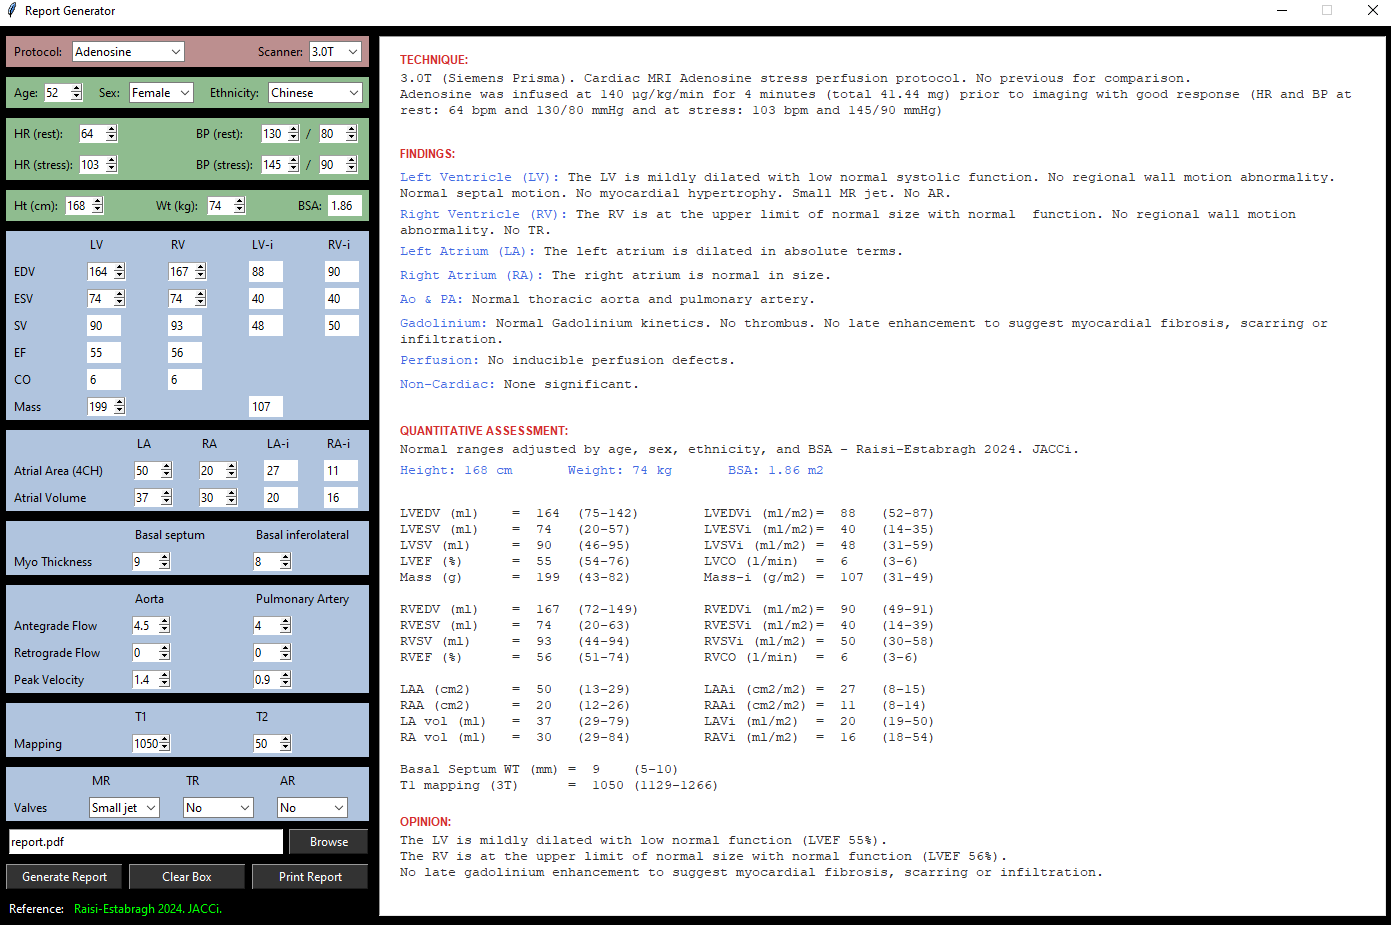 Report Generator
Protocol: Adenosine Scanner: 3.0T
Age: 52 Sex: Female Ethnicity: Chinese
HR (rest): 64 BP (rest): 130 / 80
HR (stress): 103 BP (stress): 145 / 90
Ht (cm): 168 Wt (kg): 74 BSA: 1.86
LV RV LV-i RV-i
EDV 164 167 88 90
ESV 74 74 40 40
SV 90 93 48 50
EF 55 56
CO 6 6
Mass 199 107
LA RA LA-i RA-i
Atrial Area (4CH) 50 20 27 11
Atrial Volume 37 30 20 16
Basal septum Basal inferolateral
Myo Thickness 9 8
Aorta Pulmonary Artery
Antegrade Flow 4.5 4
Retrograde Flow 0 0
Peak Velocity 1.4 0.9
T1 T2
Mapping 1050 50
MR TR AR
Valves Small jet No No
report.pdf Browse
Generate Report Clear Box Print Report
Reference: Raisi-Estabragh 2024. JACCi.
TECHNIQUE:
3.0T (Siemens Prisma). Cardiac MRI Adenosine stress perfusion protocol. No previous for comparison.
Adenosine was infused at 140 µg/kg/min for 4 minutes (total 41.44 mg) prior to imaging with good response (HR and BP at
rest: 64 bpm and 130/80 mmHg and at stress: 103 bpm and 145/90 mmHg)
FINDINGS:
Left Ventricle (LV): The LV is mildly dilated with low normal systolic function. No regional wall motion abnormality.
Normal septal motion. No myocardial hypertrophy. Small MR jet. No AR.
Right Ventricle (RV): The RV is at the upper limit of normal size with normal  function. No regional wall motion
abnormality. No TR.
Left Atrium (LA): The left atrium is dilated in absolute terms.
Right Atrium (RA): The right atrium is normal in size.
Ao & PA: Normal thoracic aorta and pulmonary artery.
Gadolinium: Normal Gadolinium kinetics. No thrombus. No late enhancement to suggest myocardial fibrosis, scarring or
infiltration.
Perfusion: No inducible perfusion defects.
Non-Cardiac: None significant.
QUANTITATIVE ASSESSMENT:
Normal ranges adjusted by age, sex, ethnicity, and BSA - Raisi-Estabragh 2024. JACCi.
Height: 168 cm Weight: 74 kg BSA: 1.86 m2
LVEDV (ml) = 164 (75-142) LVEDVi (ml/m2)= 88 (52-87)
LVESV (ml) = 74 (20-57) LVESVi (ml/m2)= 40 (14-35)
LVSV (ml) = 90 (46-95) LVSVi (ml/m2) = 48 (31-59)
LVEF (%) = 55 (54-76) LVCO (l/min) = 6 (3-6)
Mass (g) = 199 (43-82) Mass-i (g/m2) = 107 (31-49)
RVEDV (ml) = 167 (72-149) RVEDVi (ml/m2)= 90 (49-91)
RVESV (ml) = 74 (20-63) RVESVi (ml/m2)= 40 (14-39)
RVSV (ml) = 93 (44-94) RVSVi (ml/m2) = 50 (30-58)
RVEF (%) = 56 (51-74) RVCO (l/min) = 6 (3-6)
LAA (cm2) = 50 (13-29) LAAi (cm2/m2) = 27 (8-15)
RAA (cm2) = 20 (12-26) RAAi (cm2/m2) = 11 (8-14)
LA vol (ml) = 37 (29-79) LAVi (ml/m2) = 20 (19-50)
RA vol (ml) = 30 (29-84) RAVi (ml/m2) = 16 (18-54)
Basal Septum WT (mm) = 9 (5-10)
T1 mapping (3T) = 1050 (1129-1266)
OPINION:
The LV is mildly dilated with low normal function (LVEF 55%).
The RV is at the upper limit of normal size with normal function (LVEF 56%).
No late gadolinium enhancement to suggest myocardial fibrosis, scarring or infiltration.